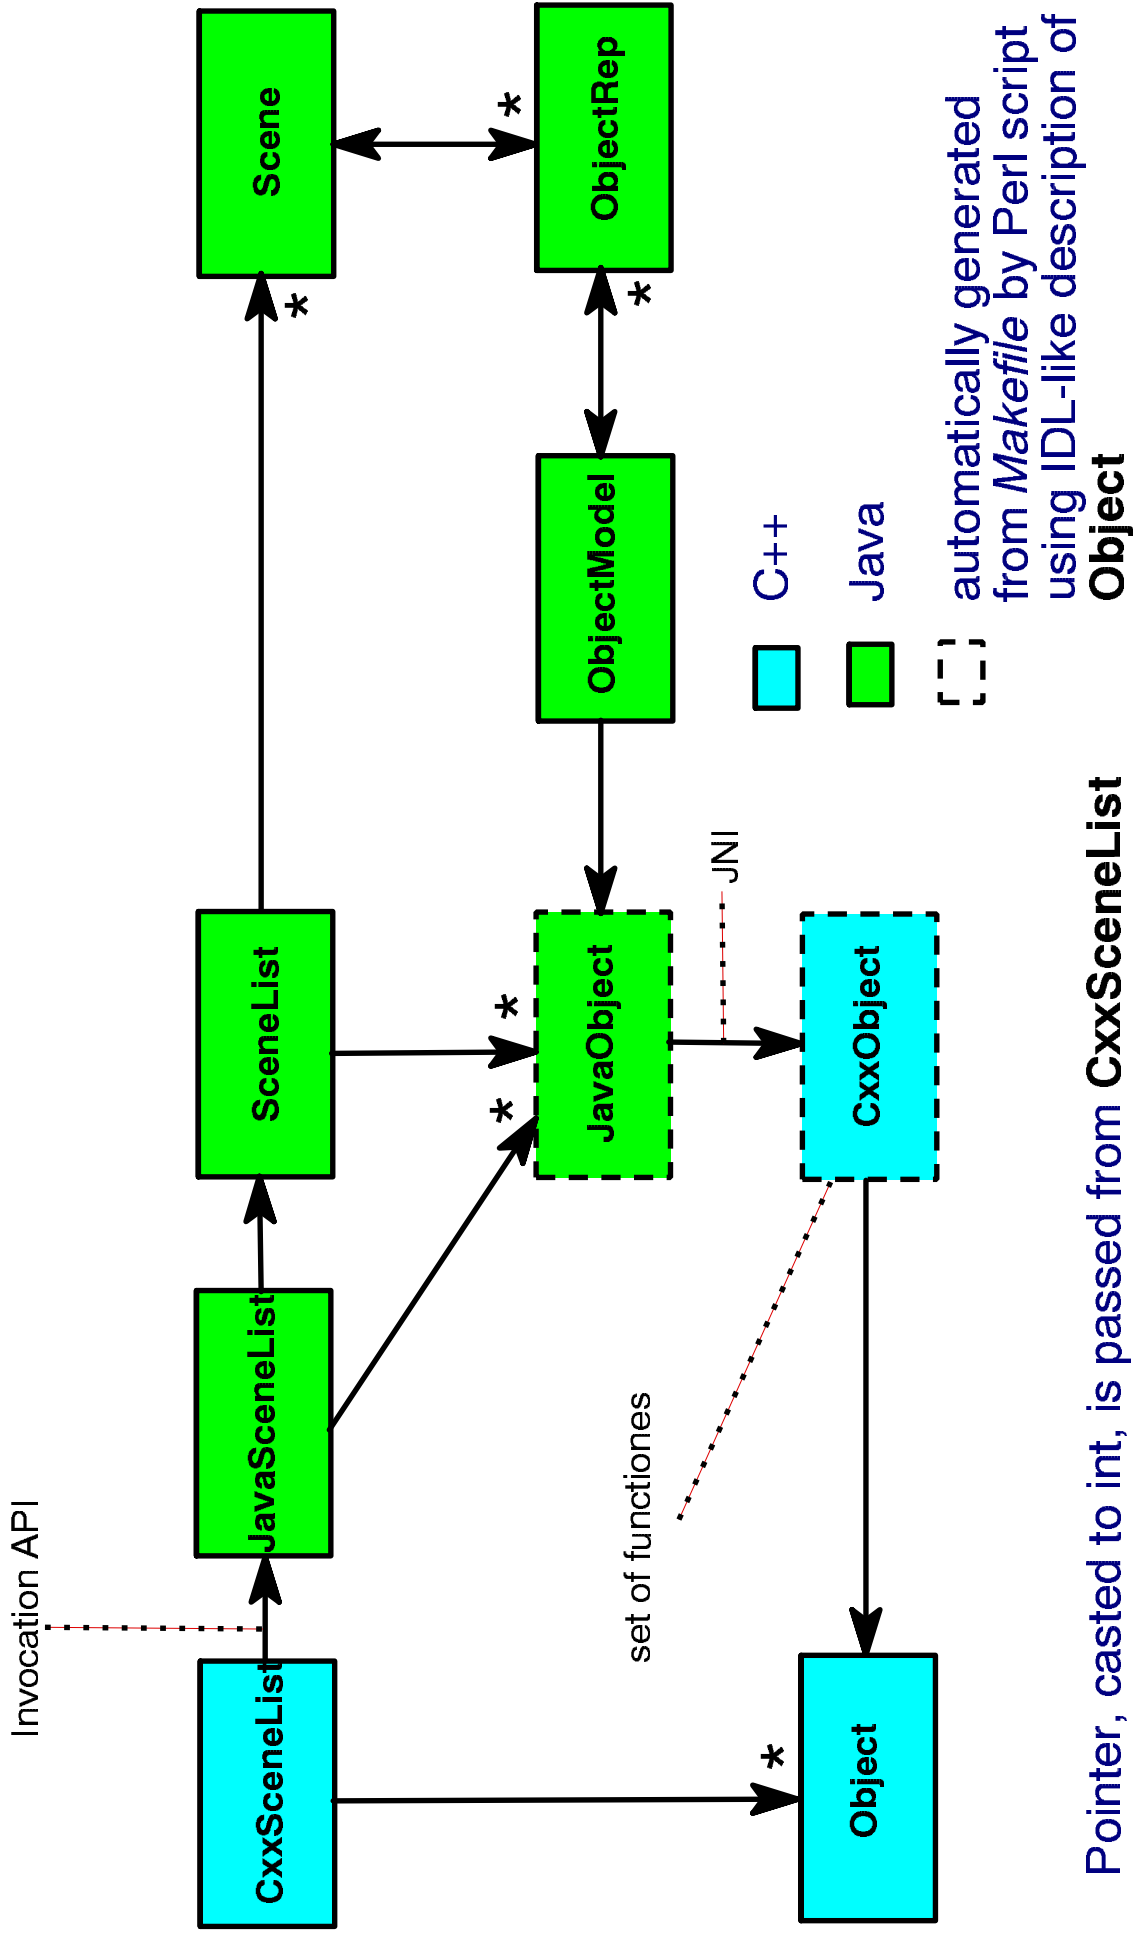 Invocation API
CxxSceneList
JavaSceneList
SceneList
Scene
*
*
*
*
*
*
Object
set of functiones
JavaObject
ObjectModel
ObjectRep
JNI
CxxObject
C++
Java
automatically generated
from Makefile by Perl script
using IDL-like description of
Object
Pointer, casted to int, is passed from CxxSceneList